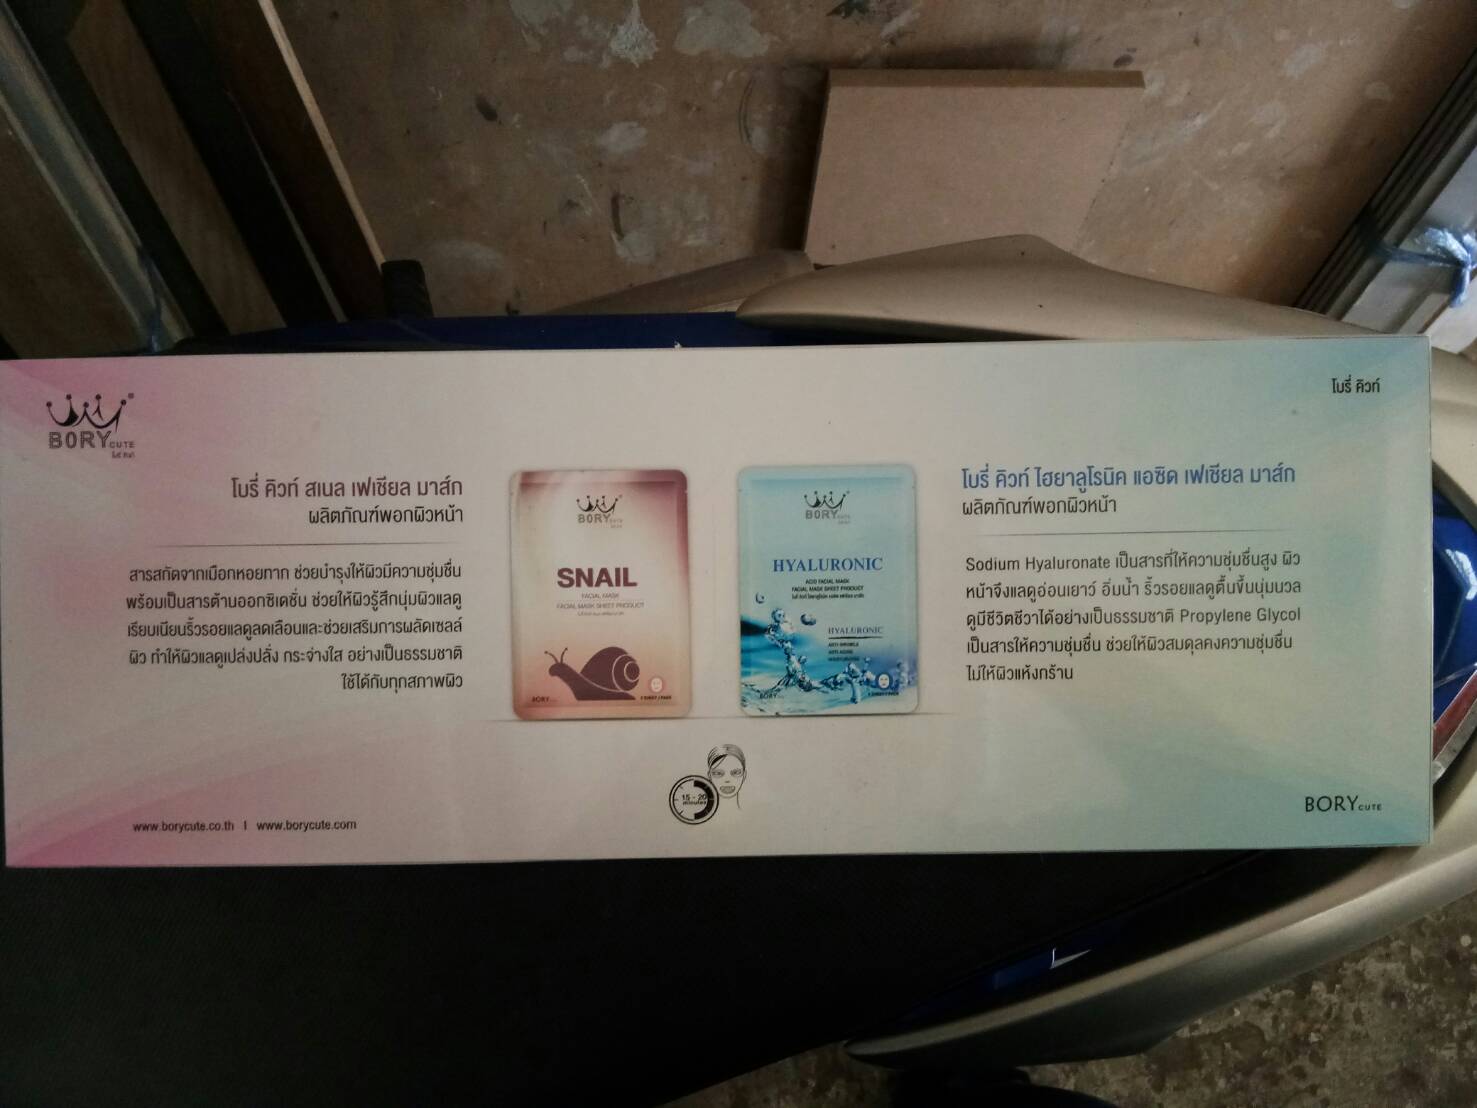 โบรี่ คิวท์
BORY CUTE
โบรี่ คิวท์ สเนล เฟเชียล มาส์ก
ผลิตภัณฑ์พอกผิวหน้า
สารสกัดจากเมือกหอยทาก ช่วยบำรุงให้ผิวมีความชุ่มชื่น
พร้อมเป็นสารต้านออกซิเดชั่น ช่วยให้ผิวรู้สึกนุ่มผิวแลดู
เรียบเนียนริ้วรอยแลดูลดเลือนและช่วยเสริมการผลัดเซลล์
ผิว ทำให้ผิวแลดูเปล่งปลั่ง กระจ่างใส อย่างเป็นธรรมชาติ
ใช้ได้กับทุกสภาพผิว
BORY CUTE
SNAIL
FACIAL MASK
FACIAL MASK SHEET PRODUCT
BORY
1 SHEET / PACK
BORY CUTE
HYALURONIC
ACID FACIAL MASK
FACIAL MASK SHEET PRODUCT
HYALURONIC
ANTI-WRINKLE
ANTI-AGING
MOISTURIZING
BORY
1 SHEET / PACK
โบรี่ คิวท์ ไฮยาลูโรนิค แอซิด เฟเชียล มาส์ก
ผลิตภัณฑ์พอกผิวหน้า
Sodium Hyaluronate เป็นสารที่ให้ความชุ่มชื่นสูง ผิว
หน้าจึงแลดูอ่อนเยาว์ อิ่มน้ำ ริ้วรอยแลดูตื้นขึ้นนุ่มนวล
ดูมีชีวิตชีวาได้อย่างเป็นธรรมชาติ Propylene Glycol
เป็นสารให้ความชุ่มชื่น ช่วยให้ผิวสมดุลคงความชุ่มชื่น
ไม่ให้ผิวแห้งกร้าน
15 - 20
minutes
www.borycute.co.th | www.borycute.com
BORY CUTE